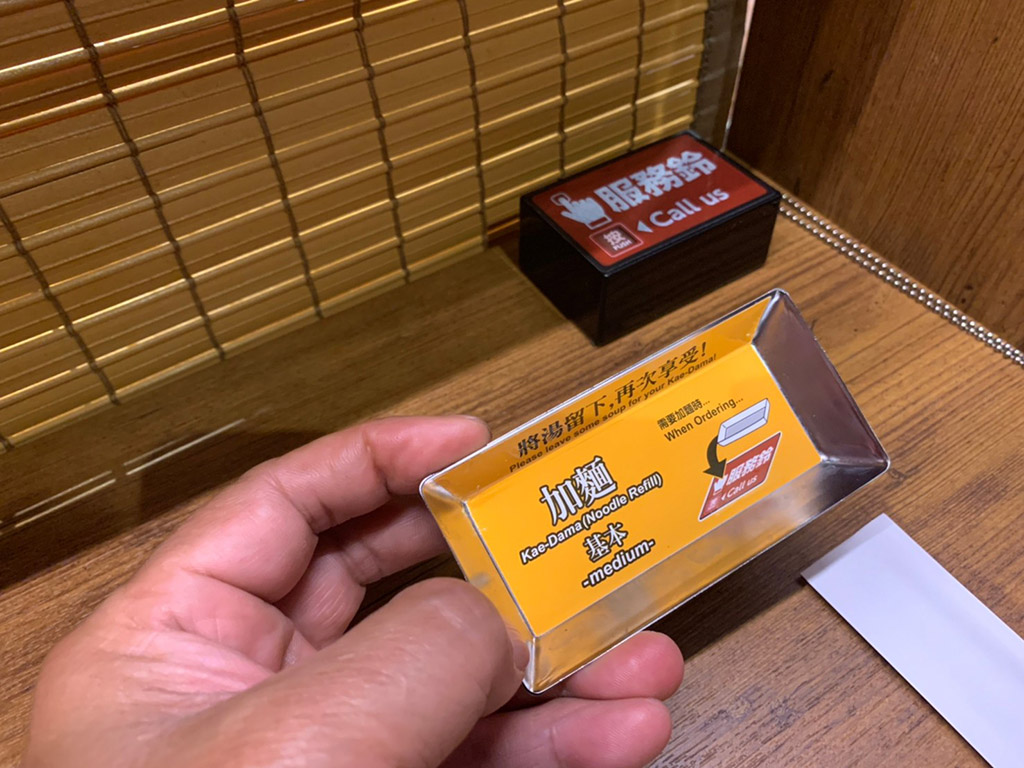 服務鈴
Call us
按
PUSH
將湯留下,再次享受!
Please leave some soup for your Kae-Dama!
需要加麵時...
When Ordering...
加麵
Kae-Dama (Noodle Refill)
基本
-medium-
服務鈴
Call us